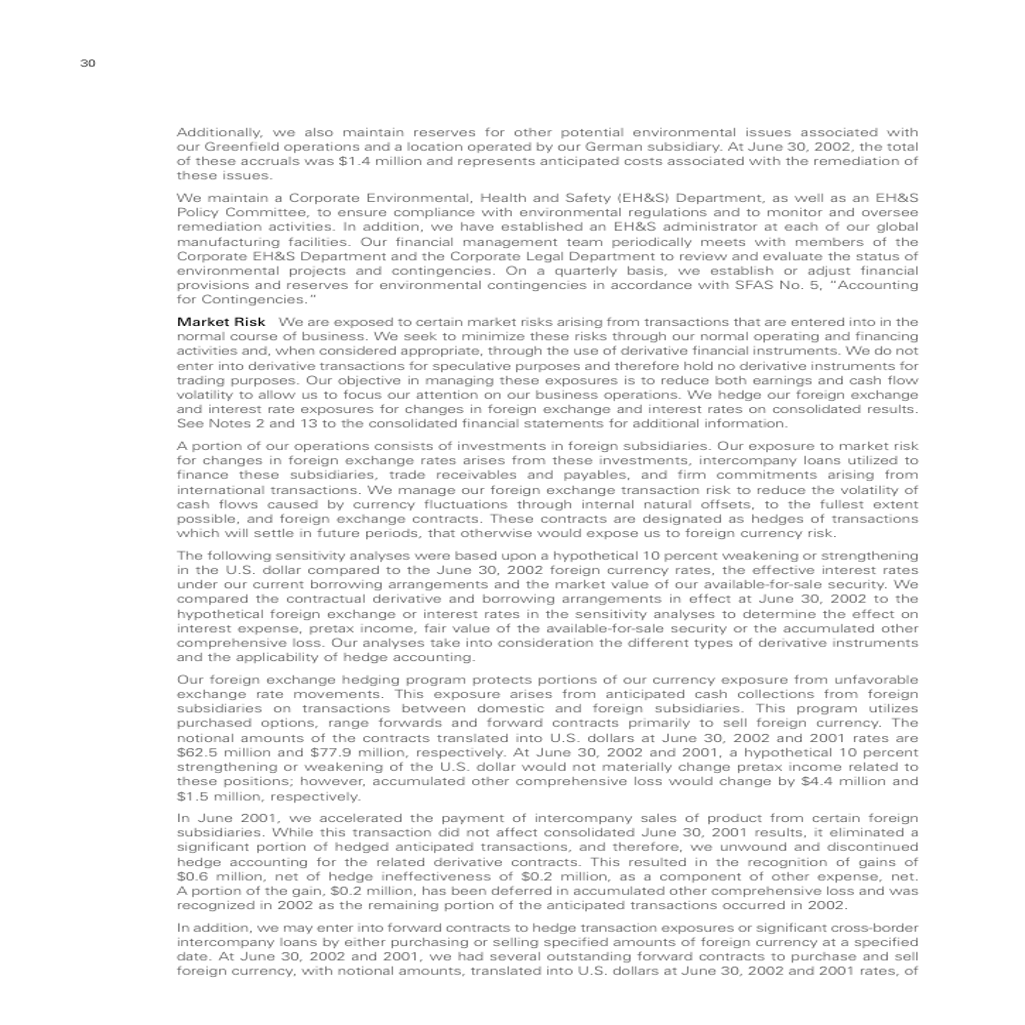 30
Additionally, we also maintain reserves for other potential environmental issues associated with
our Greenfield operations and a location operated by our German subsidiary. At June 30, 2002, the total
of these accruals was $1.4 million and represents anticipated costs associated with the remediation of
these issues.
We maintain a Corporate Environmental, Health and Safety (EH&S) Department, as well as an EH&S
Policy Committee, to ensure compliance with environmental regulations and to monitor and oversee
remediation activities. In addition, we have established an EH&S administrator at each of our global
manufacturing facilities. Our financial management team periodically meets with members of the
Corporate EH&S Department and the Corporate Legal Department to review and evaluate the status of
environmental projects and contingencies. On a quarterly basis, we establish or adjust financial
provisions and reserves for environmental contingencies in accordance with SFAS No. 5, "Accounting
for Contingencies."
Market Risk We are exposed to certain market risks arising from transactions that are entered into in the
normal course of business. We seek to minimize these risks through our normal operating and financing
activities and, when considered appropriate, through the use of derivative financial instruments. We do not
enter into derivative transactions for speculative purposes and therefore hold no derivative instruments for
trading purposes. Our objective in managing these exposures is to reduce both earnings and cash flow
volatility to allow us to focus our attention on our business operations. We hedge our foreign exchange
and interest rate exposures for changes in foreign exchange and interest rates on consolidated results.
See Notes 2 and 13 to the consolidated financial statements for additional information.
A portion of our operations consists of investments in foreign subsidiaries. Our exposure to market risk
for changes in foreign exchange rates arises from these investments, intercompany loans utilized to
finance these subsidiaries, trade receivables and payables, and firm commitments arising from
international transactions. We manage our foreign exchange transaction risk to reduce the volatility of
cash flows caused by currency fluctuations through internal natural offsets, to the fullest extent
possible, and foreign exchange contracts. These contracts are designated as hedges of transactions
which will settle in future periods, that otherwise would expose us to foreign currency risk.
The following sensitivity analyses were based upon a hypothetical 10 percent weakening or strengthening
in the U.S. dollar compared to the June 30, 2002 foreign currency rates, the effective interest rates
under our current borrowing arrangements and the market value of our available-for-sale security. We
compared the contractual derivative and borrowing arrangements in effect at June 30, 2002 to the
hypothetical foreign exchange or interest rates in the sensitivity analyses to determine the effect on
interest expense, pretax income, fair value of the available-for-sale security or the accumulated other
comprehensive loss. Our analyses take into consideration the different types of derivative instruments
and the applicability of hedge accounting.
Our foreign exchange hedging program protects portions of our currency exposure from unfavorable
exchange rate movements. This exposure arises from anticipated cash collections from foreign
subsidiaries on transactions between domestic and foreign subsidiaries. This program utilizes
purchased options, range forwards and forward contracts primarily to sell foreign currency. The
notional amounts of the contracts translated into U.S. dollars at June 30, 2002 and 2001 rates are
$62.5 million and $77.9 million, respectively. At June 30, 2002 and 2001, a hypothetical 10 percent
strengthening or weakening of the U.S. dollar would not materially change pretax income related to
these positions; however, accumulated other comprehensive loss would change by $4.4 million and
$1.5 million, respectively.
In June 2001, we accelerated the payment of intercompany sales of product from certain foreign
subsidiaries. While this transaction did not affect consolidated June 30, 2001 results, it eliminated a
significant portion of hedged anticipated transactions, and therefore, we unwound and discontinued
hedge accounting for the related derivative contracts. This resulted in the recognition of gains of
$0.6 million, net of hedge ineffectiveness of $0.2 million, as a component of other expense, net.
A portion of the gain, $0.2 million, has been deferred in accumulated other comprehensive loss and was
recognized in 2002 as the remaining portion of the anticipated transactions occurred in 2002.
In addition, we may enter into forward contracts to hedge transaction exposures or significant cross-border
intercompany loans by either purchasing or selling specified amounts of foreign currency at a specified
date. At June 30, 2002 and 2001, we had several outstanding forward contracts to purchase and sell
foreign currency, with notional amounts, translated into U.S. dollars at June 30, 2002 and 2001 rates, of